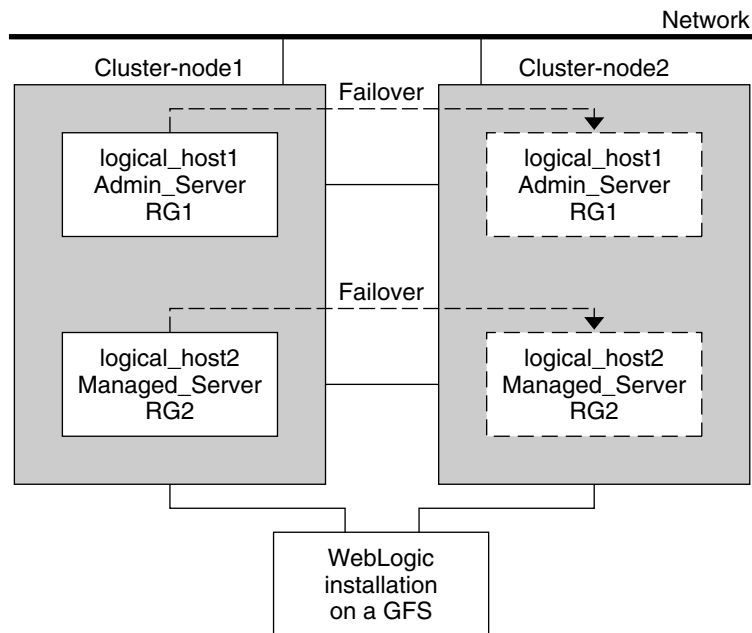 Network
Cluster-node1
Cluster-node2
Failover
logical_host1
Admin_Server
RG1
logical_host1
Admin_Server
RG1
Failover
logical_host2
Managed_Server
RG2
logical_host2
Managed_Server
RG2
WebLogic
installation
on a GFS